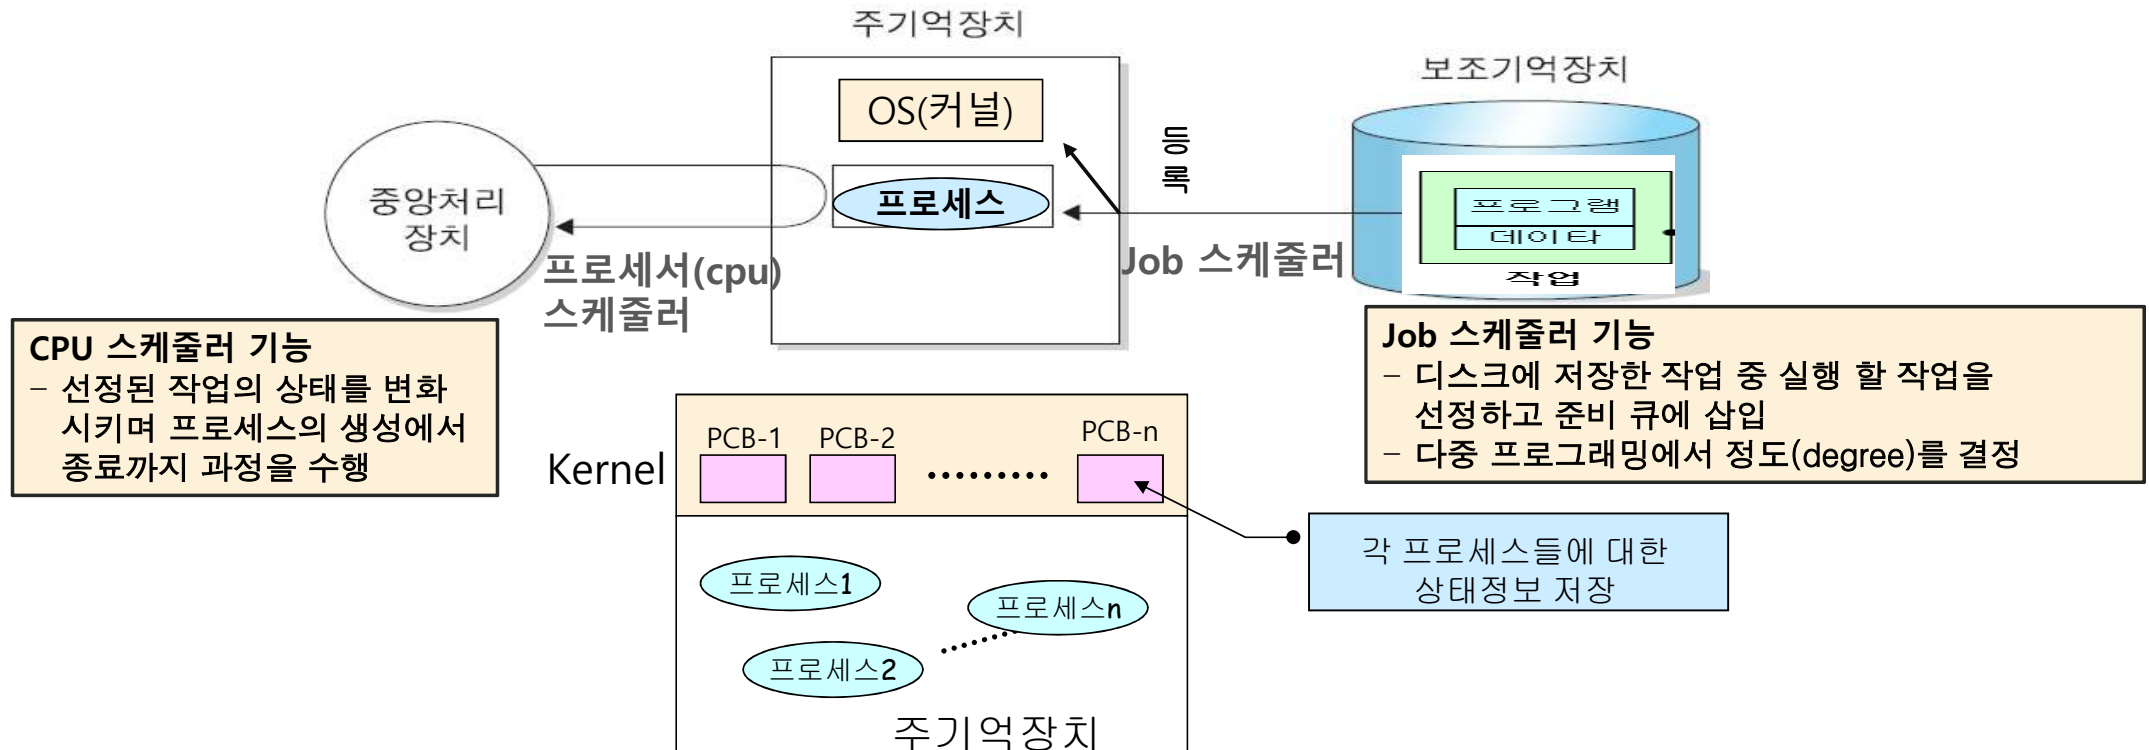 주기억장치
보조기억장치
OS(커널)
등
록
중앙처리
장치
프로세스
프로그램
데이타
작업
프로세서(cpu)
스케줄러
Job 스케줄러
CPU 스케줄러 기능
– 선정된 작업의 상태를 변화
시키며 프로세스의 생성에서
종료까지 과정을 수행
Job 스케줄러 기능
– 디스크에 저장한 작업 중 실행 할 작업을
선정하고 준비 큐에 삽입
– 다중 프로그래밍에서 정도(degree)를 결정
Kernel
PCB-1 PCB-2 ········· PCB-n
각 프로세스들에 대한
상태정보 저장
프로세스1
프로세스n
프로세스2
주기억장치